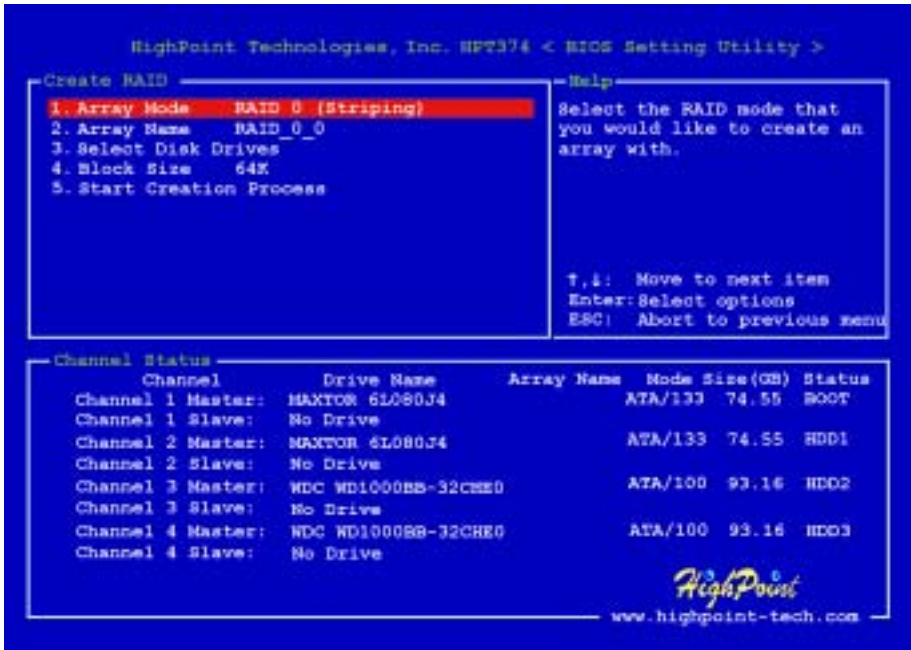 HighPoint Technologies, Inc. HPT374 < BIOS Setting Utility >
Create RAID
1. Array Mode RAID 0 (Striping)
2. Array Name RAID_0_0
3. Select Disk Drives
4. Block Size 64K
5. Start Creation Process
Help
Select the RAID mode that
you would like to create an
array with.
↑,↓: Move to next item
Enter: Select options
ESC: Abort to previous menu
Channel Status
Channel Drive Name Array Name Mode Size(GB) Status
Channel 1 Master: MAXTOR 6L080J4 ATA/133 74.55 BOOT
Channel 1 Slave: No Drive
Channel 2 Master: MAXTOR 6L080J4 ATA/133 74.55 HDD1
Channel 2 Slave: No Drive
Channel 3 Master: WDC WD1000BB-32CHE0 ATA/100 93.16 HDD2
Channel 3 Slave: No Drive
Channel 4 Master: WDC WD1000BB-32CHE0 ATA/100 93.16 HDD3
Channel 4 Slave: No Drive
HighPoint
www.highpoint-tech.com